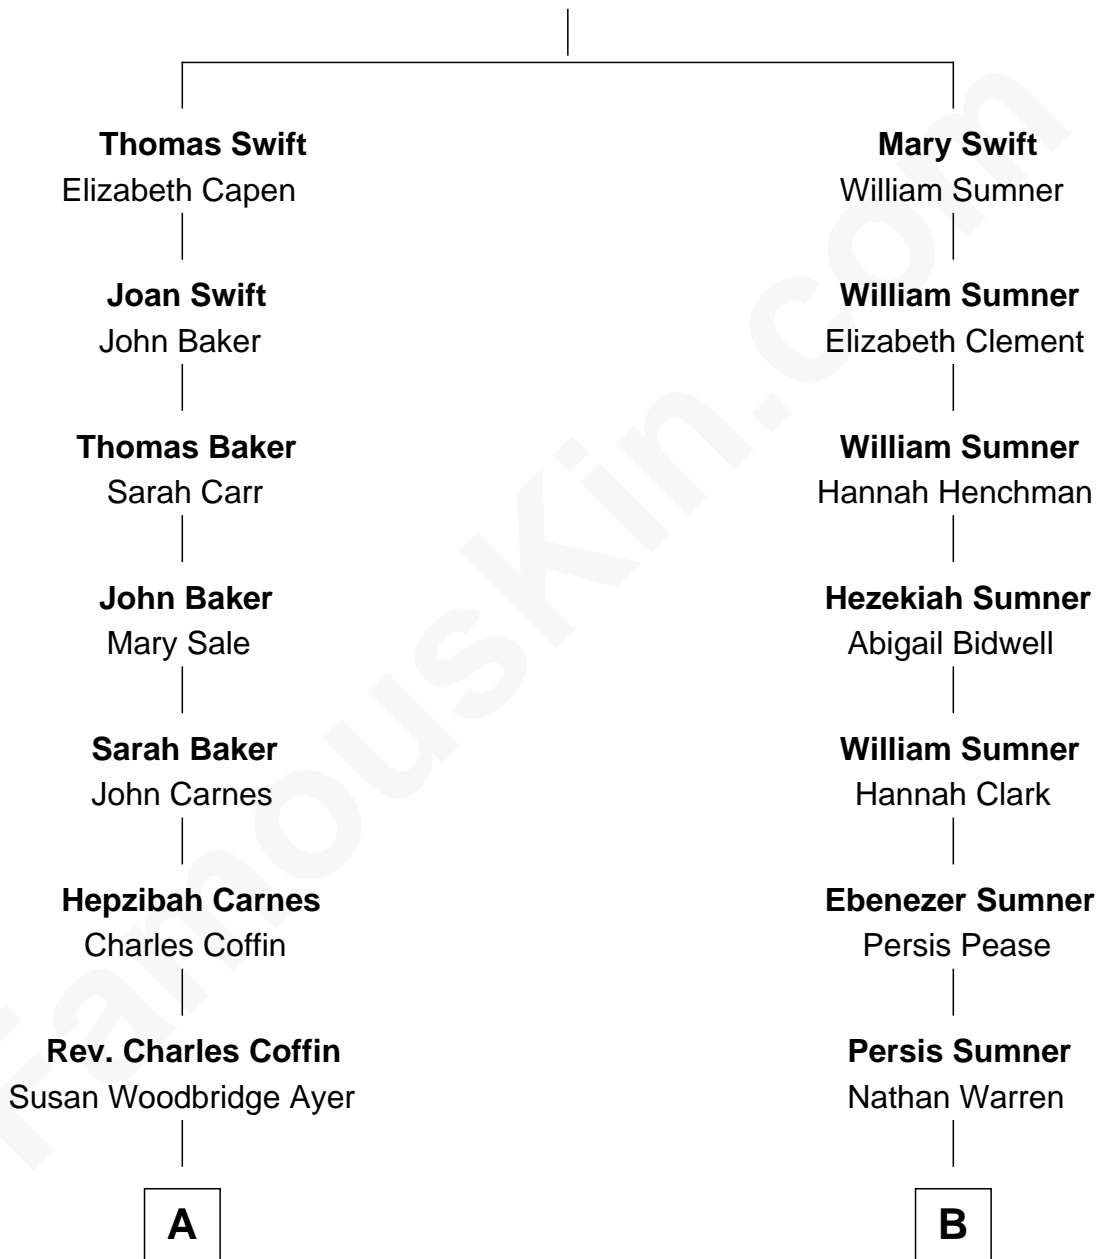 Thomas Swift
Elizabeth Capen
Joan Swift
John Baker
Thomas Baker
Sarah Carr
John Baker
Mary Sale
Sarah Baker
John Carnes
Hepzibah Carnes
Charles Coffin
Rev. Charles Coffin
Susan Woodbridge Ayer
A
Mary Swift
William Sumner
William Sumner
Elizabeth Clement
William Sumner
Hannah Henchman
Hezekiah Sumner
Abigail Bidwell
William Sumner
Hannah Clark
Ebenezer Sumner
Persis Pease
Persis Sumner
Nathan Warren
B
FamousKin.com